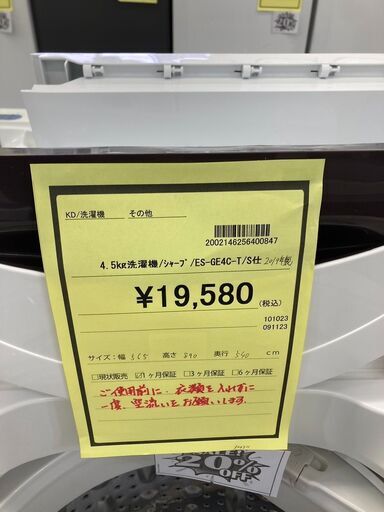 20%
KD/洗濯機 その他
2002146256400847
4.5kg洗濯機/シャープ/ES-GE4C-T/S仕 2019年製
¥19,580(税込)
101023
091123
サイズ:幅 565 高さ 890 奥行 540 cm
□現状販売 ☑1ヶ月保証 □3ヶ月保証 □6ヶ月保証
ご使用前に、衣類を入れずに
一度、空洗いをお願いします。
20%
OFF